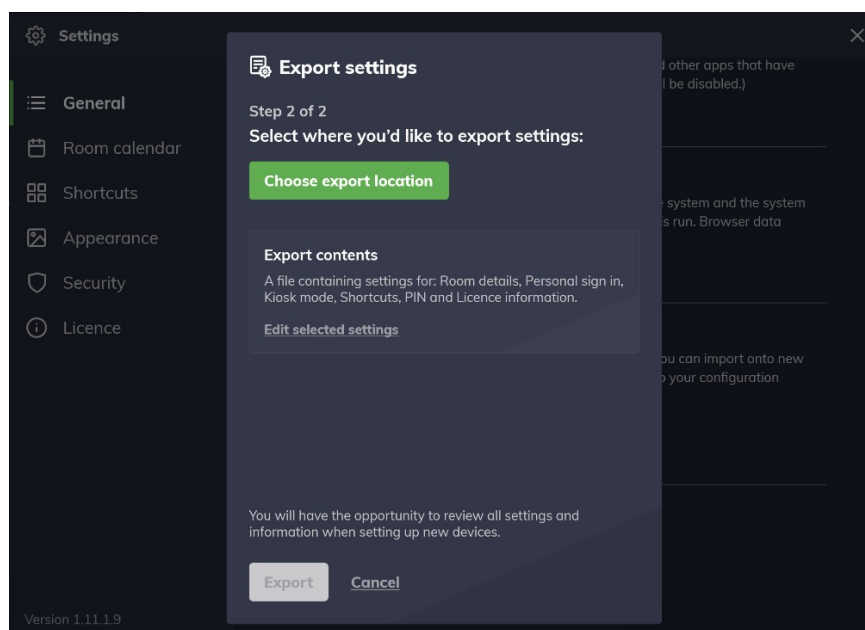 Settings
General
Room calendar
Shortcuts
Appearance
Security
Licence
Version 1.11.1.9
Export settings
Step 2 of 2
Select where you'd like to export settings:
Choose export location
Export contents
A file containing settings for: Room details, Personal sign in,
Kiosk mode, Shortcuts, PIN and Licence information.
Edit selected settings
You will have the opportunity to review all settings and
information when setting up new devices.
Export
Cancel
other apps that have
be disabled.)
system and the system
is run. Browser data
you can import onto new
your configuration